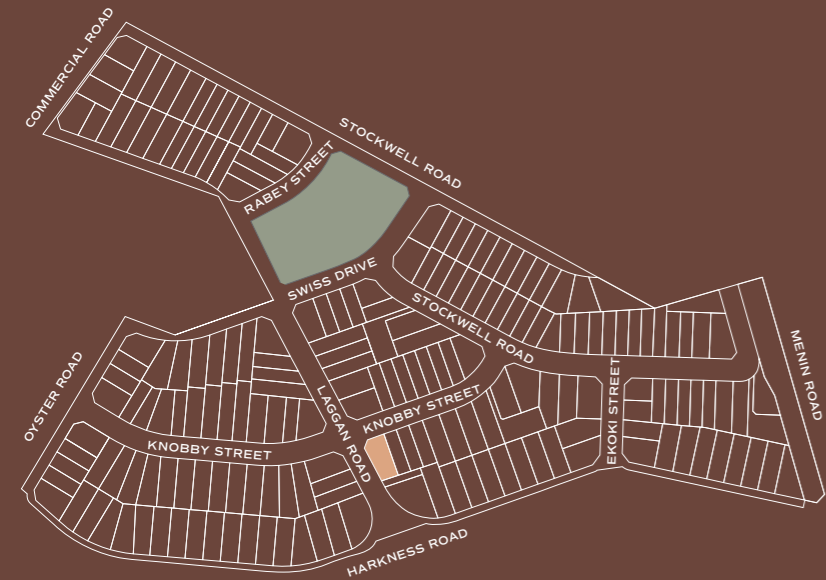 COMMERCIAL ROAD
STOCKWELL ROAD
RABEY STREET
SWISS DRIVE
STOCKWELL ROAD
MENIN ROAD
OYSTER ROAD
LAGGAN ROAD
KNOBBY STREET
EKOKI STREET
KNOBBY STREET
HARKNESS ROAD